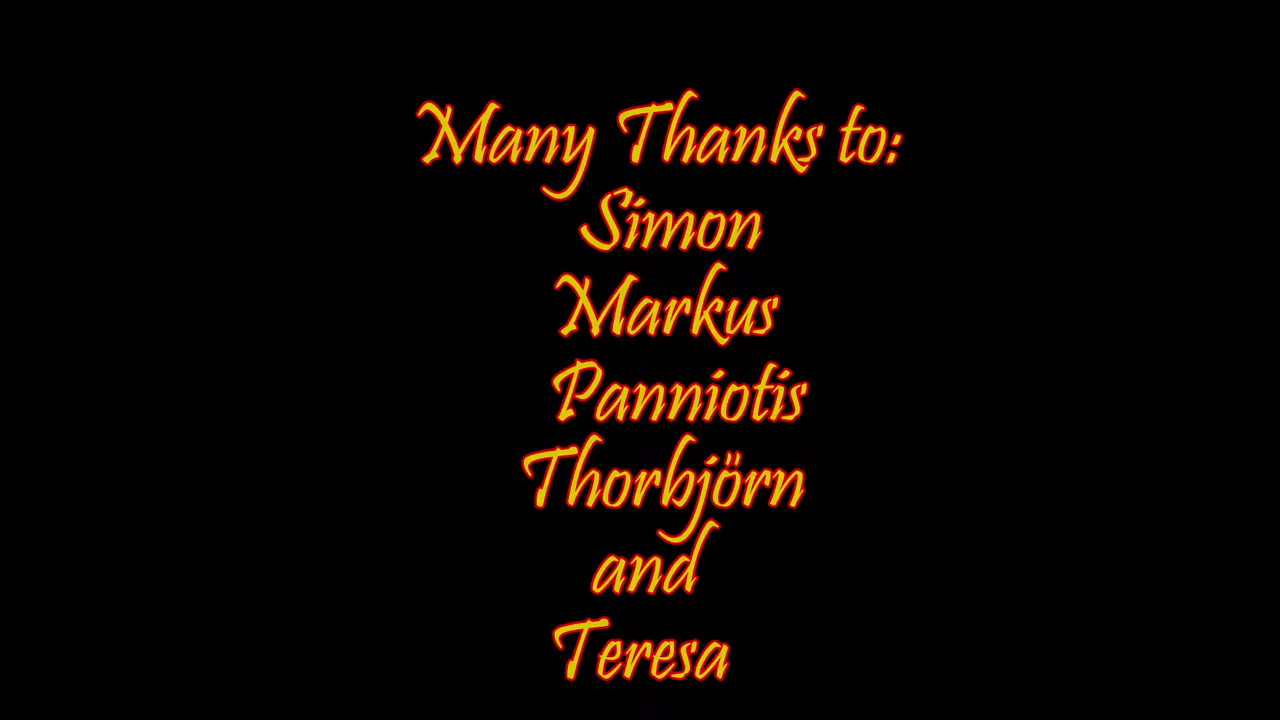 Many Thanks to:
Simon
Markus
Panniotis
Thorbjörn
and
Teresa